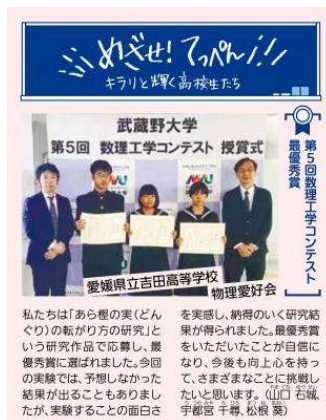 めざせ!てっぺん!!
キラリと輝く高校生たち
武蔵野大学
第5回 数理工学コンテスト 授賞式
第5回数理工学コンテスト
最優秀賞
愛媛県立吉田高等学校
物理愛好会
私たちは「あら樫の実(どん
ぐり)の転がり方の研究」と
いう研究作品で応募し、最
優秀賞に選ばれました。今回
の実験では、予想しなかった
結果が出ることもありまし
たが、実験することの面白さ
を実感し、納得のいく研究結
果が得られました。最優秀賞
をいただいたことが自信に
なり、今後も向上心を持っ
て、さまざまなことに挑戦し
たいと思います。(山口 右城、
宇都宮 千尋、松裡 葵)